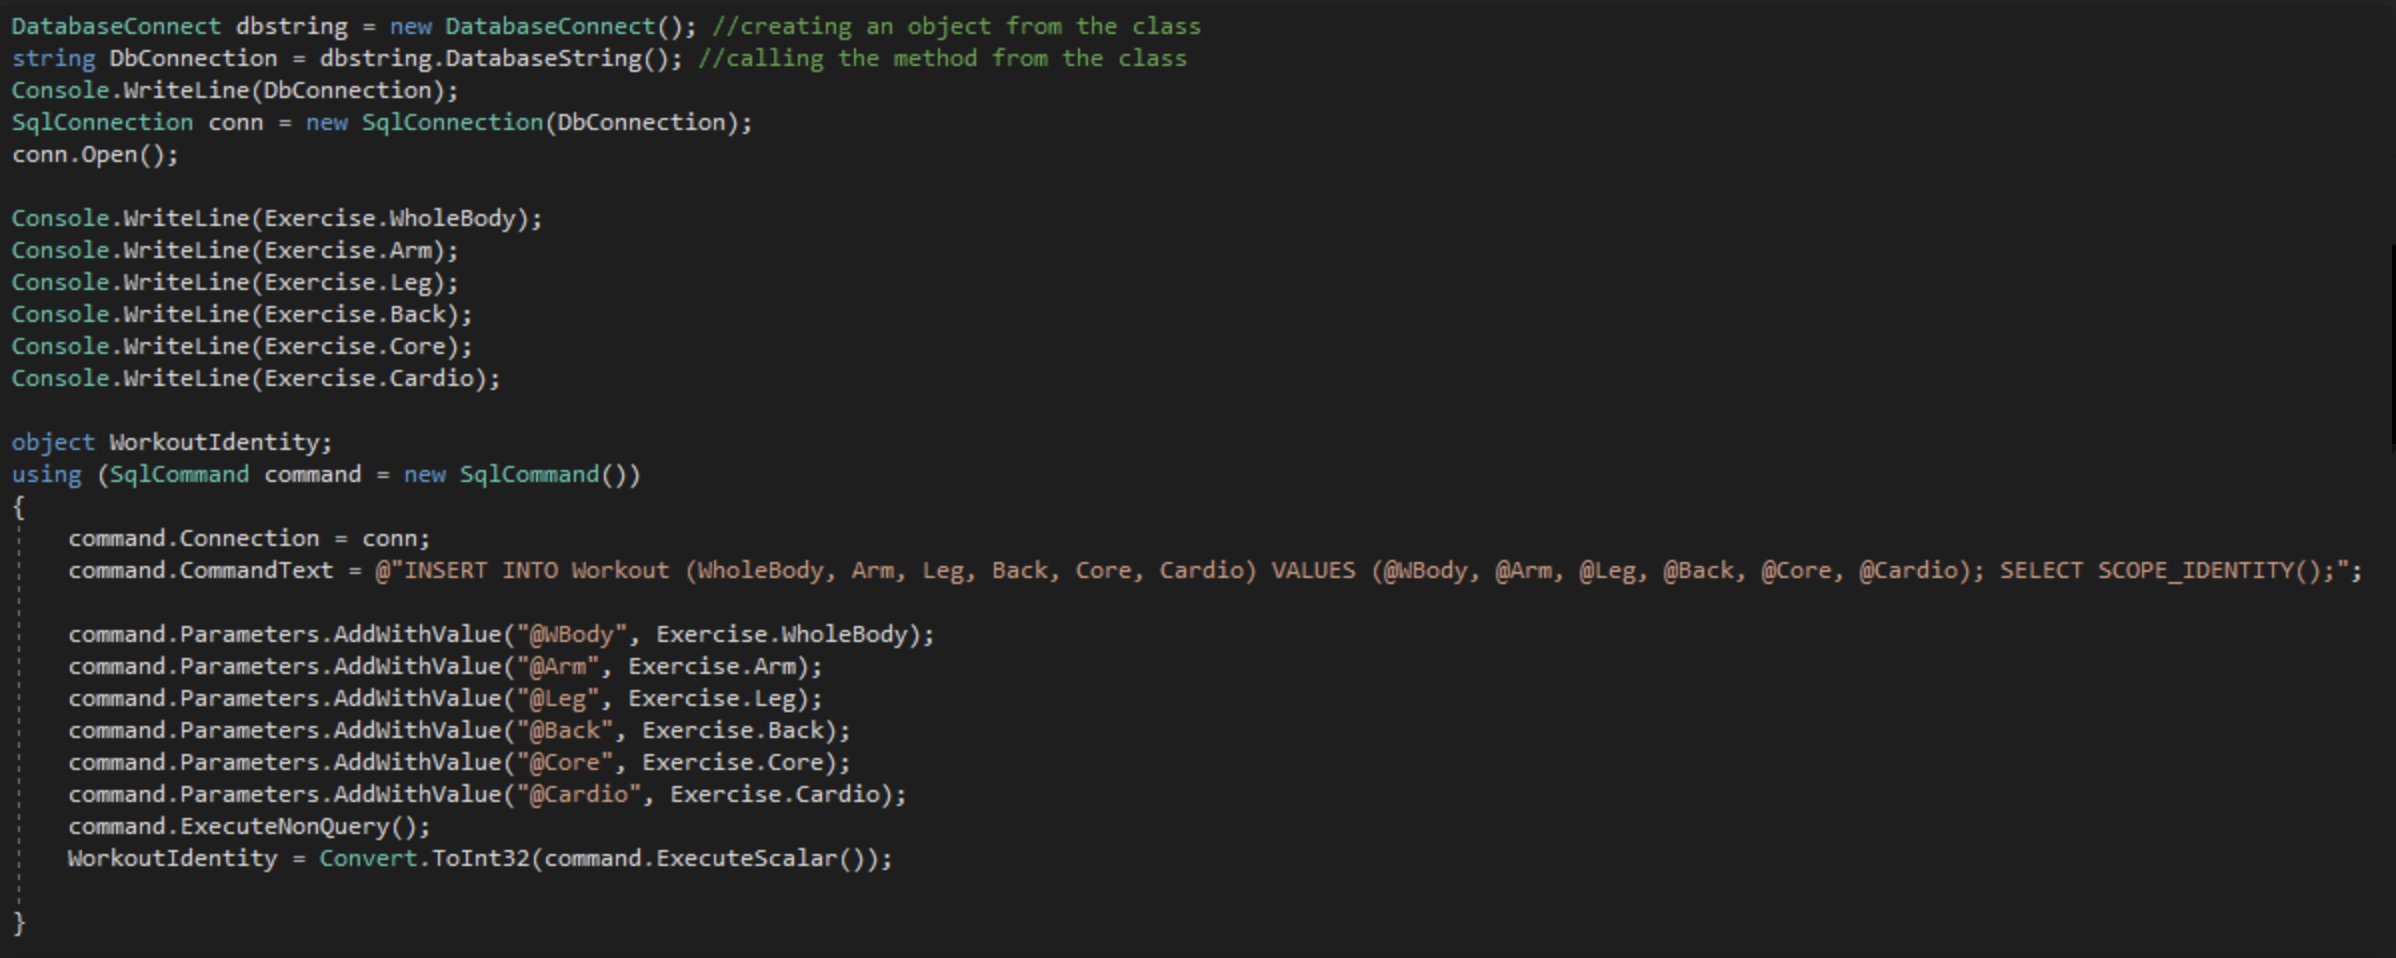 DatabaseConnect dbstring = new DatabaseConnect(); //creating an object from the class
string DbConnection = dbstring.DatabaseString(); //calling the method from the class
Console.WriteLine(DbConnection);
SqlConnection conn = new SqlConnection(DbConnection);
conn.Open();

Console.WriteLine(Exercise.WholeBody);
Console.WriteLine(Exercise.Arm);
Console.WriteLine(Exercise.Leg);
Console.WriteLine(Exercise.Back);
Console.WriteLine(Exercise.Core);
Console.WriteLine(Exercise.Cardio);

object WorkoutIdentity;
using (SqlCommand command = new SqlCommand())
{
    command.Connection = conn;
    command.CommandText = @"INSERT INTO Workout (WholeBody, Arm, Leg, Back, Core, Cardio) VALUES (@WBody, @Arm, @Leg, @Back, @Core, @Cardio); SELECT SCOPE_IDENTITY();";

    command.Parameters.AddWithValue("@WBody", Exercise.WholeBody);
    command.Parameters.AddWithValue("@Arm", Exercise.Arm);
    command.Parameters.AddWithValue("@Leg", Exercise.Leg);
    command.Parameters.AddWithValue("@Back", Exercise.Back);
    command.Parameters.AddWithValue("@Core", Exercise.Core);
    command.Parameters.AddWithValue("@Cardio", Exercise.Cardio);
    command.ExecuteNonQuery();
    WorkoutIdentity = Convert.ToInt32(command.ExecuteScalar());

}